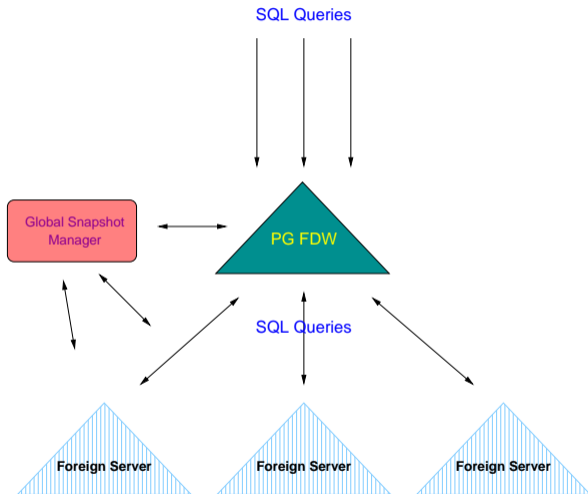 SQL Queries
Global Snapshot
Manager
PG FDW
SQL Queries
Foreign Server
Foreign Server
Foreign Server